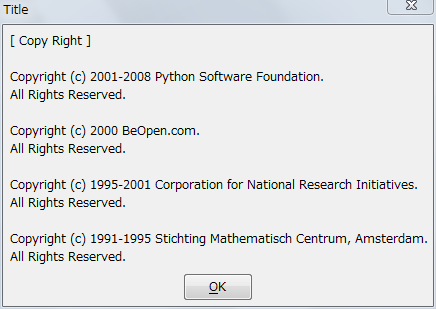 Title
[ Copy Right ]
Copyright (c) 2001-2008 Python Software Foundation.
All Rights Reserved.
Copyright (c) 2000 BeOpen.com.
All Rights Reserved.
Copyright (c) 1995-2001 Corporation for National Research Initiatives.
All Rights Reserved.
Copyright (c) 1991-1995 Stichting Mathematisch Centrum, Amsterdam.
All Rights Reserved.
OK